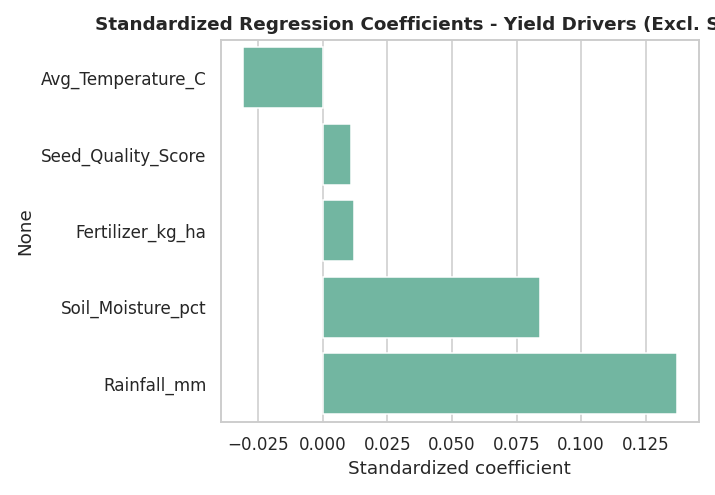 Standardized Regression Coefficients - Yield Drivers (Excl. S
Avg_Temperature_C
Seed_Quality_Score
Fertilizer_kg_ha
Soil_Moisture_pct
Rainfall_mm
None
−0.025 0.000 0.025 0.050 0.075 0.100 0.125
Standardized coefficient